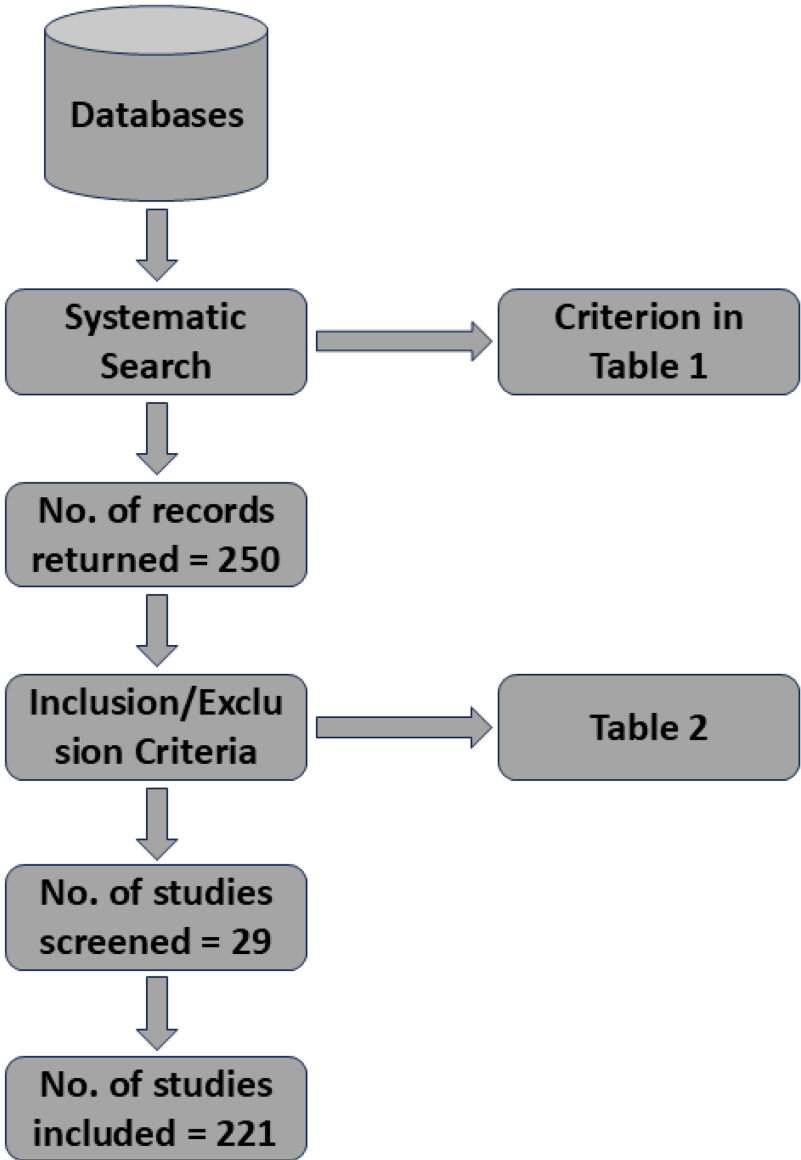 Databases
Systematic
Search
Criterion in
Table 1
No. of records
returned = 250
Inclusion/Exclu
sion Criteria
Table 2
No. of studies
screened = 29
No. of studies
included = 221